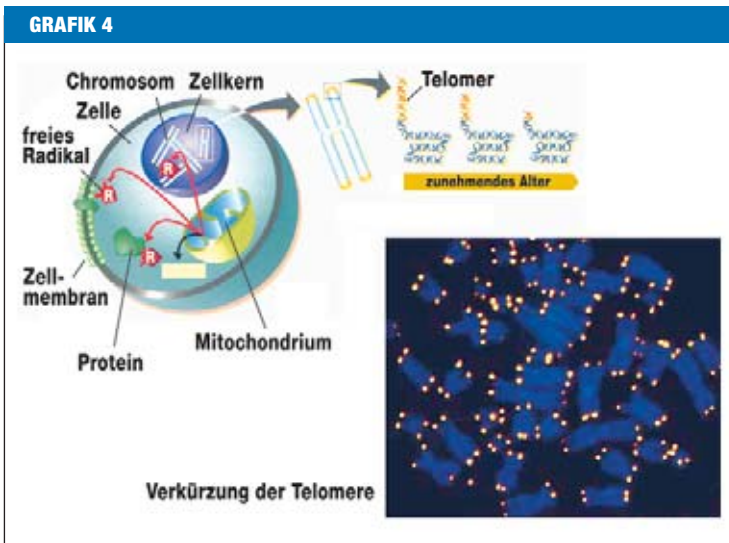 GRAFIK 4
Chromosom Zellkern
Zelle
freies
Radikal
R
R
R
Zell-
membran
Protein
Mitochondrium
Telomer
zunehmendes Alter
Verkürzung der Telomere